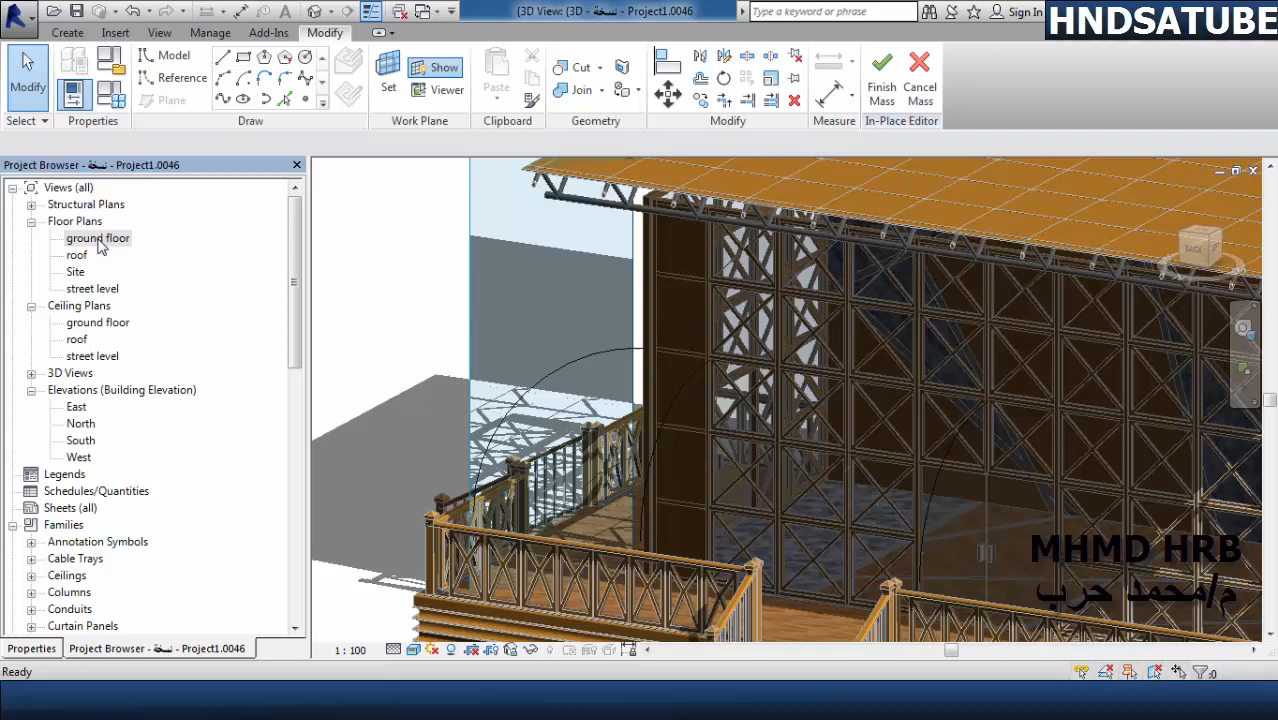 [3D View: {3D - نسخة - Project1.0046
Type a keyword or phrase
Sign In
HNDSATUBE
Create Insert View Manage Add-Ins Modify
Modify
Select
Properties
Model
Reference
Plane
Draw
Set
Show
Viewer
Work Plane
Paste
Clipboard
Cut
Join
Geometry
Modify
Measure
Finish Mass
Cancel Mass
In-Place Editor
Project Browser - نسخة - Project1.0046
Views (all)
Structural Plans
Floor Plans
ground floor
roof
Site
street level
Ceiling Plans
ground floor
roof
street level
3D Views
Elevations (Building Elevation)
East
North
South
West
Legends
Schedules/Quantities
Sheets (all)
Families
Annotation Symbols
Cable Trays
Ceilings
Columns
Conduits
Curtain Panels
Properties
Project Browser - نسخة - Project1.0046
BACK
MHMD HRB
م/محمد حرب
1 : 100
Ready
:0